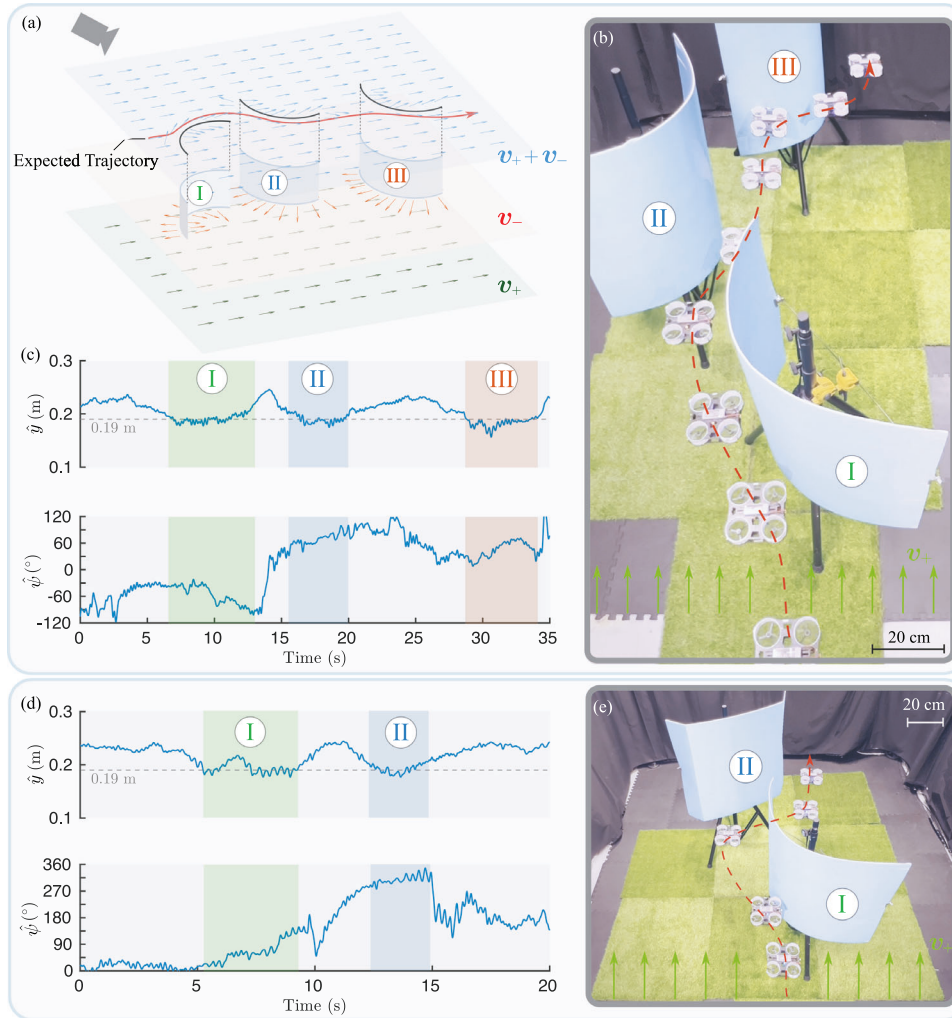 (a)
Expected Trajectory
I
II
III
v₊ + v₋
v₋
v₊
(b)
III
II
I
v₊
20 cm
(c)
0.3
0.2
0.1
ŷ (m)
0.19 m
I
II
III
120
60
0
-60
-120
ψ̂ (°)
0 5 10 15 20 25 30 35
Time (s)
(d)
0.3
0.2
0.1
ŷ (m)
0.19 m
I
II
360
270
180
90
0
ψ̂ (°)
0 5 10 15 20
Time (s)
(e)
20 cm
II
I